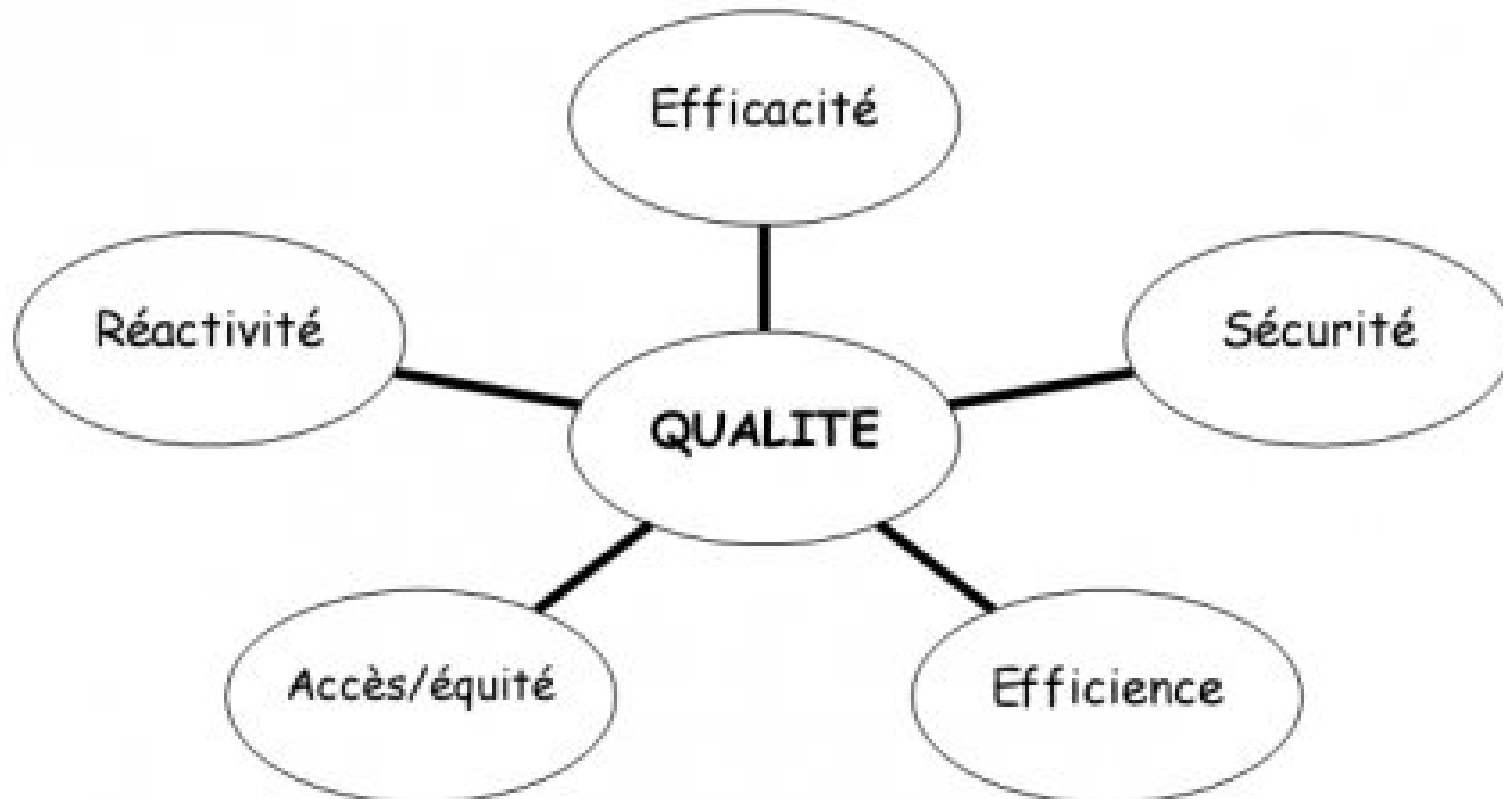 Efficacité
Réactivité
Sécurité
QUALITE
Accès/équité
Efficience